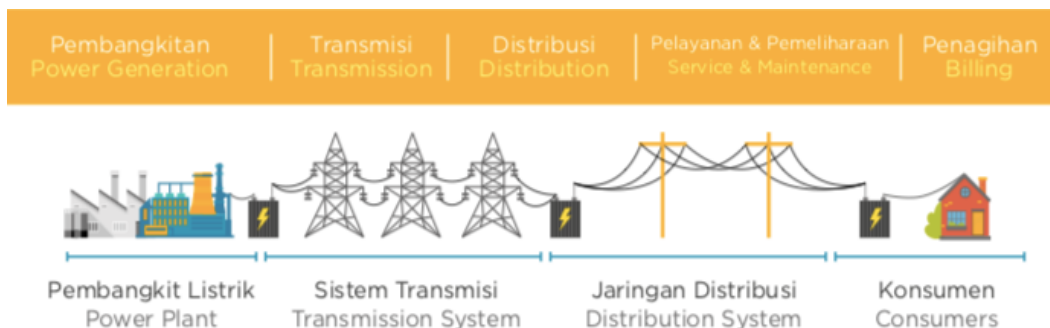 Pembangkitan
Power Generation
Transmisi
Transmission
Distribusi
Distribution
Pelayanan & Pemeliharaan
Service & Maintenance
Penagihan
Billing
Pembangkit Listrik
Power Plant
Sistem Transmisi
Transmission System
Jaringan Distribusi
Distribution System
Konsumen
Consumers